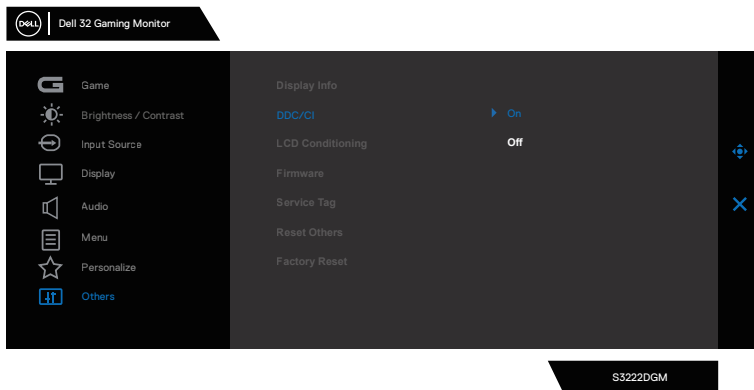 DELL
Dell 32 Gaming Monitor
Game
Brightness / Contrast
Input Source
Display
Audio
Menu
Personalize
Others
Display Info
DDC/CI
LCD Conditioning
Firmware
Service Tag
Reset Others
Factory Reset
On
Off
S3222DGM